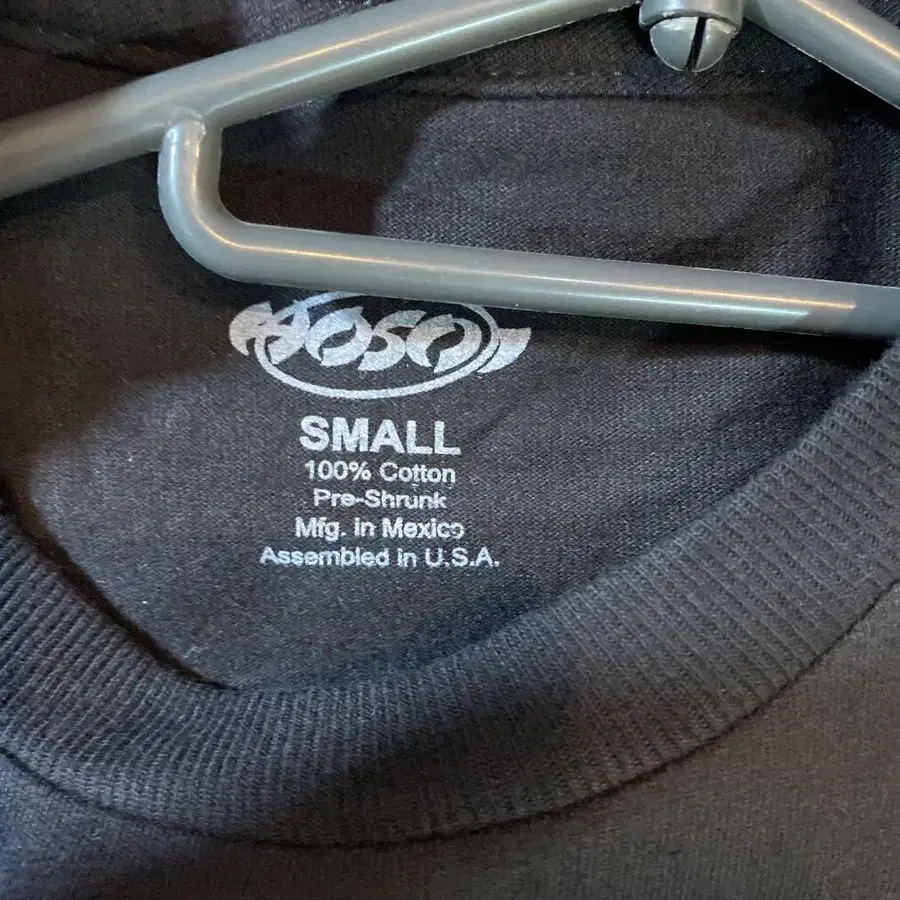 SMALL
100% Cotton
Pre-Shrunk
Mfg. in Mexico
Assembled in U.S.A.